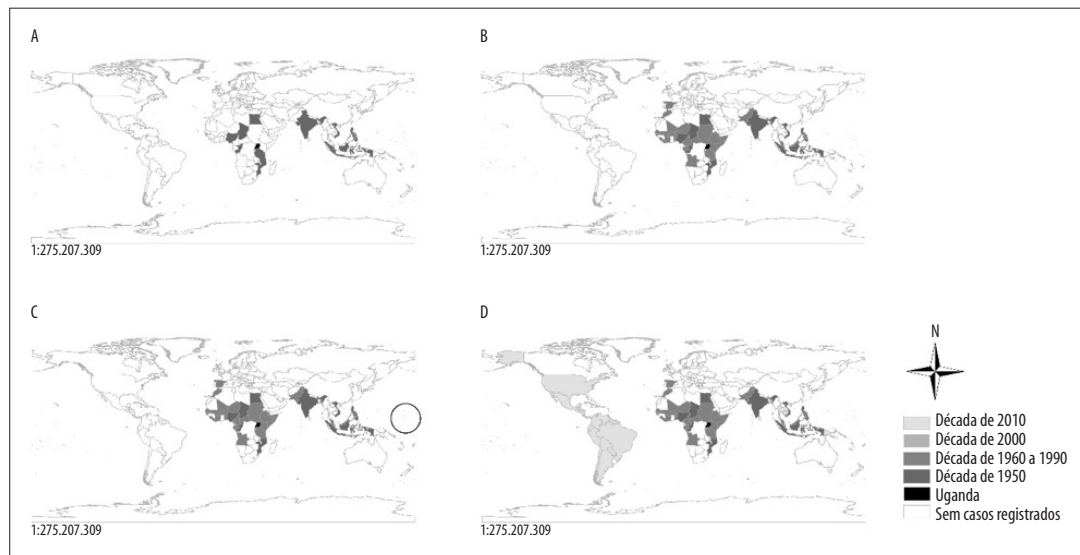 A
B
1:275.207.309
1:275.207.309
C
D
1:275.207.309
1:275.207.309
N
Década de 2010
Década de 2000
Década de 1960 a 1990
Década de 1950
Uganda
Sem casos registrados